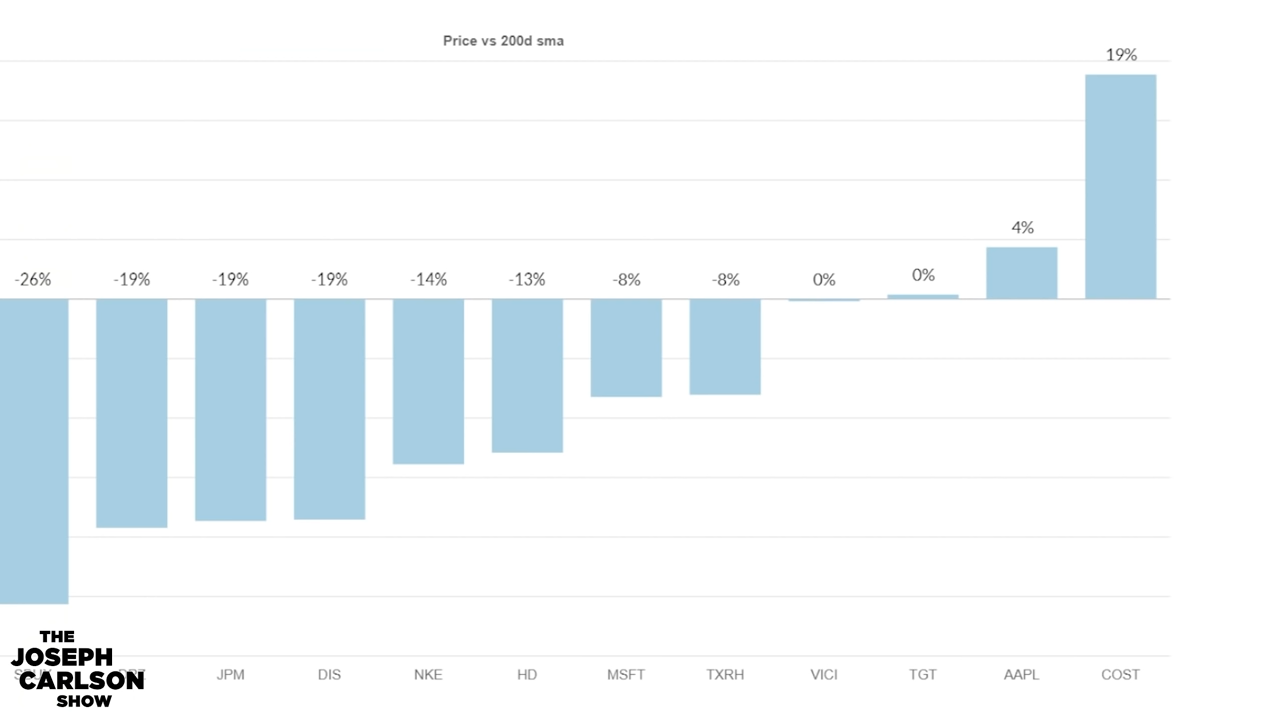 Price vs 200d sma
19%
4%
-26% -19% -19% -19% -14% -13% -8% -8% 0% 0%
JPM DIS NKE HD MSFT TXRH VICI TGT AAPL COST
THE
JOSEPH
CARLSON
SHOW